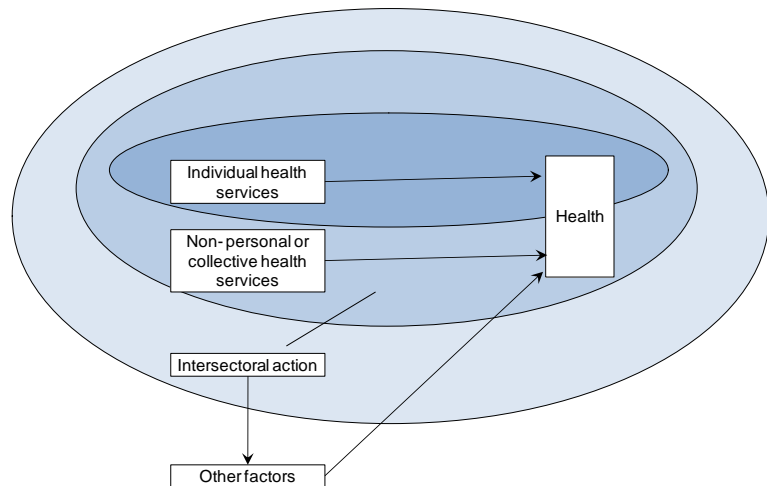 Individual health
services
Health
Non- personal or
collective health
services
Intersectoral action
Other factors